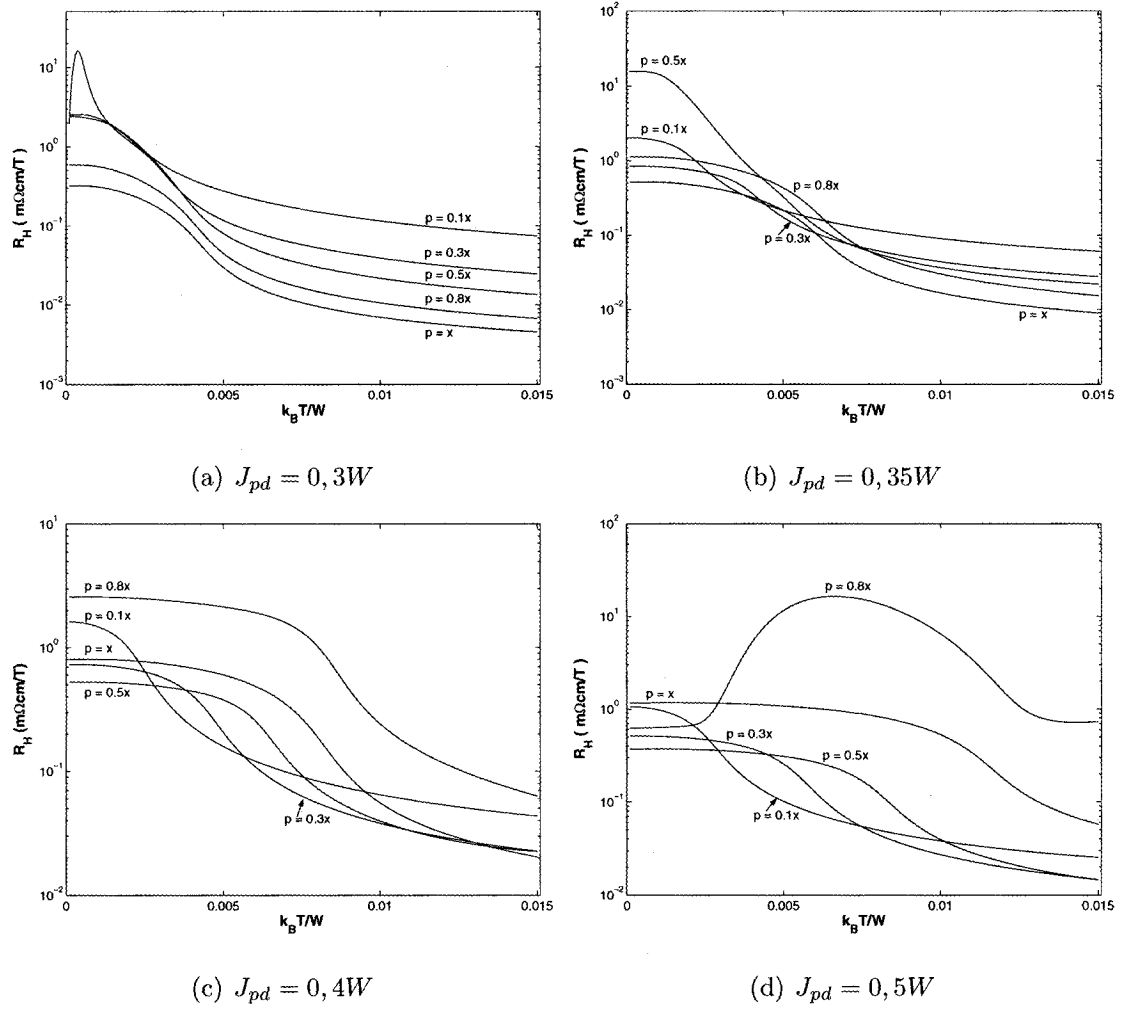 10^1
10^0
10^-1
10^-2
10^-3
R_H ( mΩcm/T)
p = 0.1x
p = 0.3x
p = 0.5x
p = 0.8x
p = x
0
0.005
0.01
0.015
k_B T/W
(a) J_pd = 0, 3W
10^2
10^1
10^0
10^-1
10^-2
10^-3
R_H ( mΩcm/T)
p = 0.5x
p = 0.1x
p = 0.8x
p = 0.3x
p = x
0
0.005
0.01
0.015
k_B T/W
(b) J_pd = 0, 35W
10^1
10^0
10^-1
10^-2
R_H (mΩcm/T)
p = 0.8x
p = 0.1x
p = x
p = 0.5x
p = 0.3x
0
0.005
0.01
0.015
k_B T/W
(c) J_pd = 0, 4W
10^2
10^1
10^0
10^-1
10^-2
R_H ( mΩcm/T)
p = 0.8x
p = x
p = 0.3x
p = 0.5x
p = 0.1x
0
0.005
0.01
0.015
k_B T/W
(d) J_pd = 0, 5W